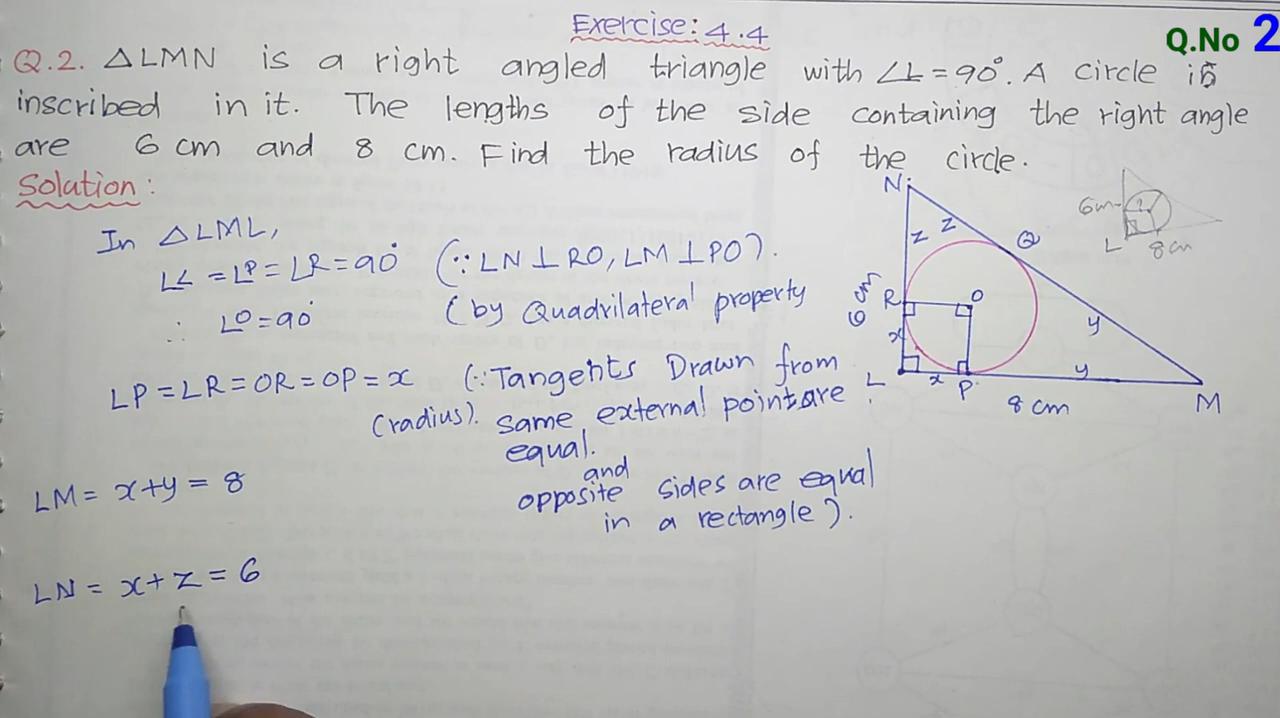 Exercise: 4.4
Q.No 2
Q.2. △LMN is a right angled triangle with ∠L = 90°. A circle is
inscribed in it. The lengths of the side containing the right angle
are 6 cm and 8 cm. Find the radius of the circle.
Solution:
In △LML,
∠L = ∠P = ∠R = 90° (∵ LN ⊥ RO, LM ⊥ PO).
∴ ∠O = 90° (by Quadrilateral property
LP = LR = OR = OP = x (∵ Tangents Drawn from
(radius). same external point are
equal.
and
opposite sides are equal
in a rectangle).
LM = x + y = 8
LN = x + z = 6
N
z z
Q
6 cm
R
O
x
y
L
x
P
y
M
8 cm
6cm
?
L
8cm